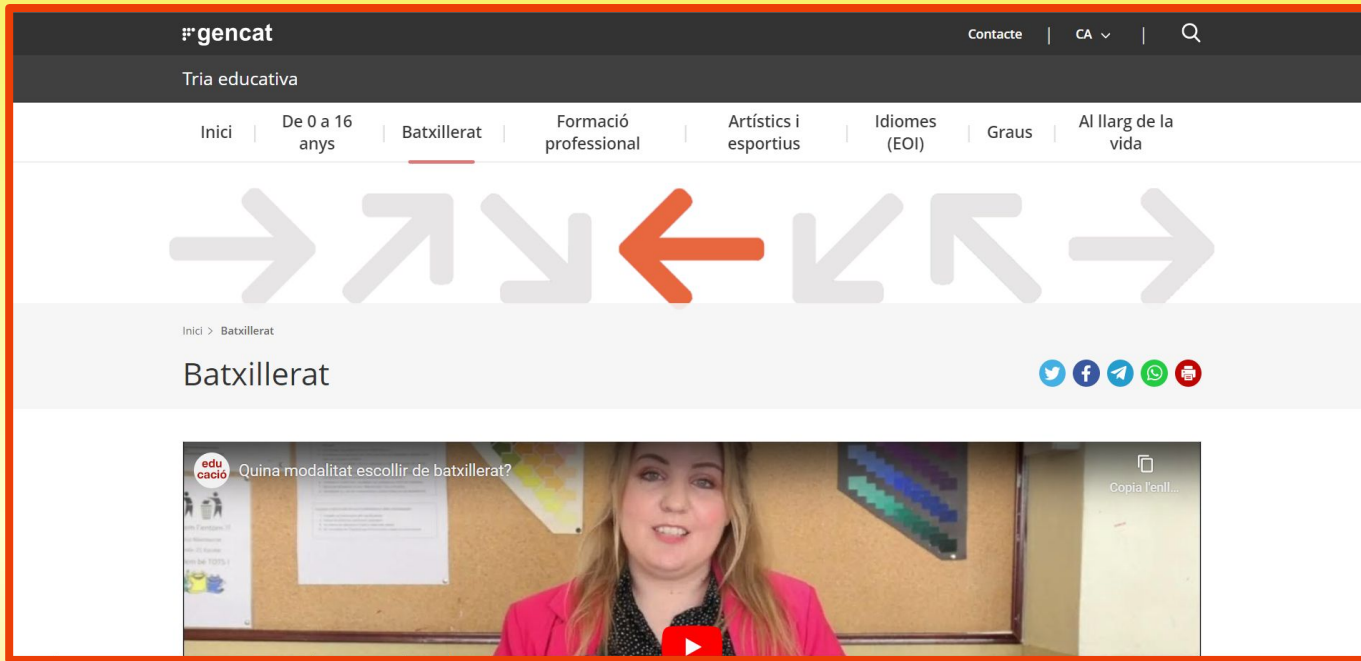 gencat
Contacte | CA | 
Tria educativa
Inici | De 0 a 16 anys | Batxillerat | Formació professional | Artístics i esportius | Idiomes (EOI) | Graus | Al llarg de la vida
Inici > Batxillerat
Batxillerat
edu
cació
Quina modalitat escollir de batxillerat?
Copia l'enll...